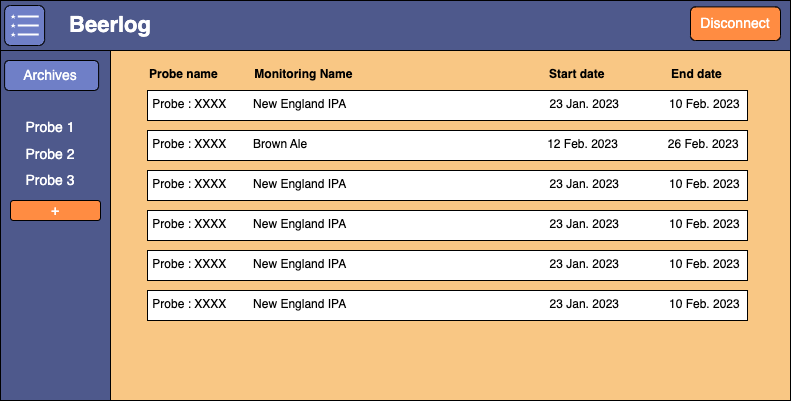 Beerlog
Disconnect
Archives
Probe 1
Probe 2
Probe 3
+
Probe name Monitoring Name Start date End date
Probe : XXXX New England IPA 23 Jan. 2023 10 Feb. 2023
Probe : XXXX Brown Ale 12 Feb. 2023 26 Feb. 2023
Probe : XXXX New England IPA 23 Jan. 2023 10 Feb. 2023
Probe : XXXX New England IPA 23 Jan. 2023 10 Feb. 2023
Probe : XXXX New England IPA 23 Jan. 2023 10 Feb. 2023
Probe : XXXX New England IPA 23 Jan. 2023 10 Feb. 2023